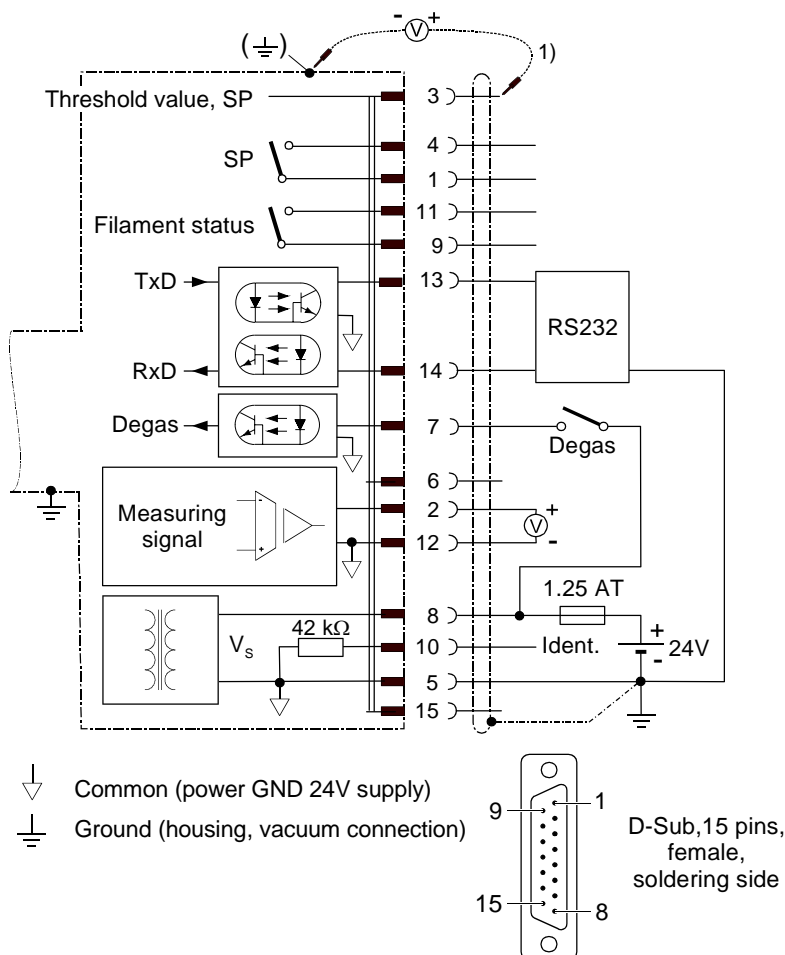 - V +
(⏚)
1)
Threshold value, SP
3
4
SP
1
11
Filament status
9
TxD
13
RS232
RxD
14
Degas
7
Degas
6
Measuring
signal
2
V
+
-
12
1.25 AT
8
42 kΩ
Vs
10
Ident.
+
24V
-
5
15
Common (power GND 24V supply)
Ground (housing, vacuum connection)
9
1
15
8
D-Sub,15 pins,
female,
soldering side